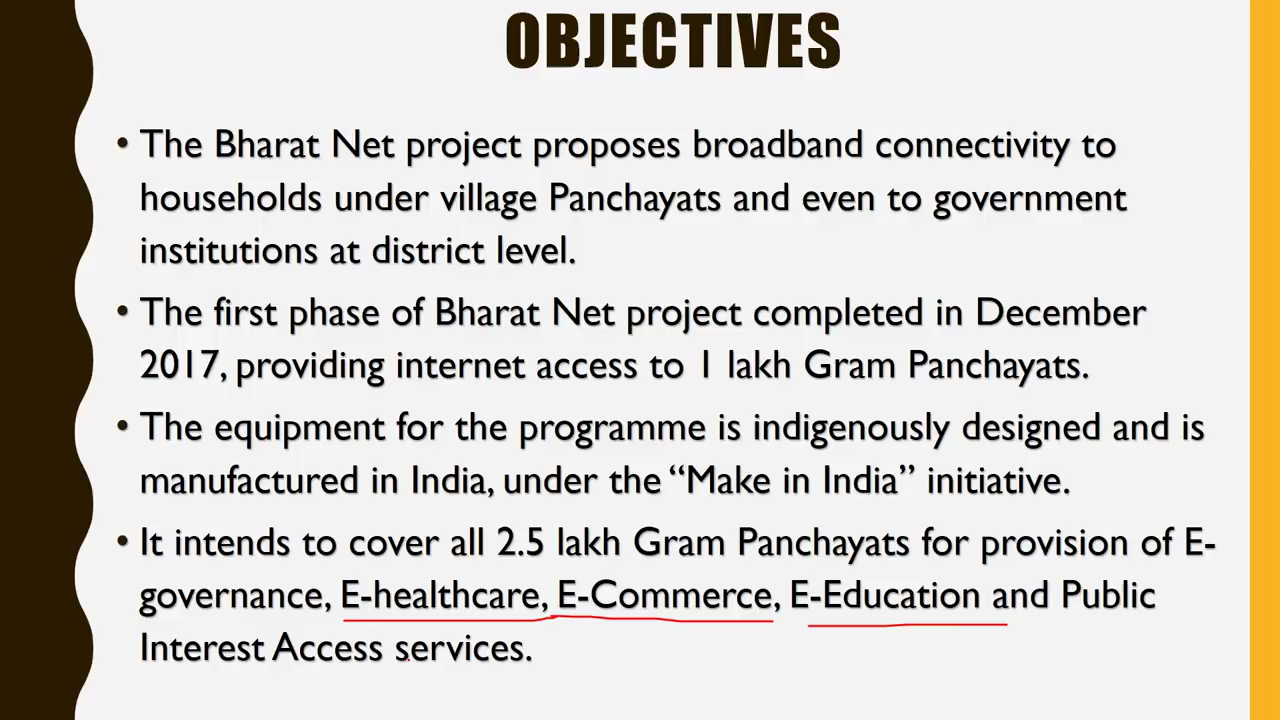 OBJECTIVES
• The Bharat Net project proposes broadband connectivity to
households under village Panchayats and even to government
institutions at district level.
• The first phase of Bharat Net project completed in December
2017, providing internet access to 1 lakh Gram Panchayats.
• The equipment for the programme is indigenously designed and is
manufactured in India, under the “Make in India” initiative.
• It intends to cover all 2.5 lakh Gram Panchayats for provision of E-
governance, E-healthcare, E-Commerce, E-Education and Public
Interest Access services.